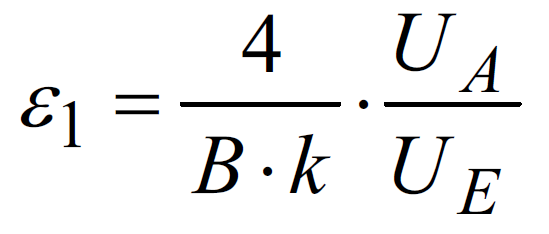 ε₁ = 4 / (B · k) · U_A / U_E